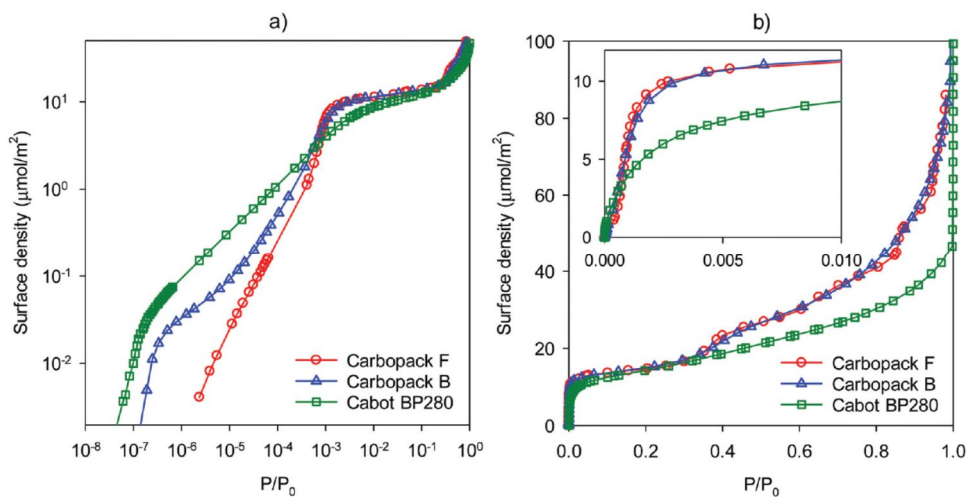 a)
Surface density (μmol/m²)
10¹
10⁰
10⁻¹
10⁻²
Carbopack F
Carbopack B
Cabot BP280
10⁻⁸ 10⁻⁷ 10⁻⁶ 10⁻⁵ 10⁻⁴ 10⁻³ 10⁻² 10⁻¹ 10⁰
P/P₀
b)
Surface density (μmol/m²)
100
80
60
40
20
0
10
5
0
0.000 0.005 0.010
Carbopack F
Carbopack B
Cabot BP280
0.0 0.2 0.4 0.6 0.8 1.0
P/P₀